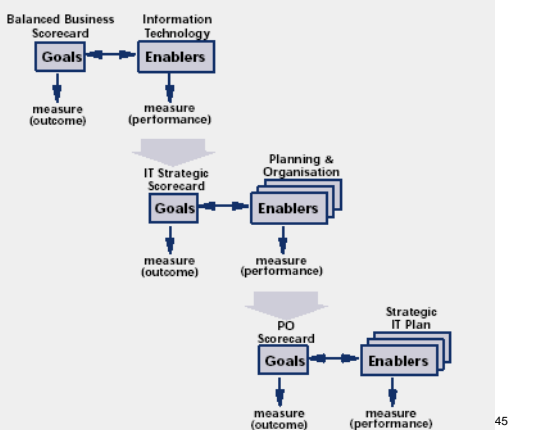 Balanced Business
Scorecard
Information
Technology
Goals
Enablers
measure
(outcome)
measure
(performance)
IT Strategic
Scorecard
Planning &
Organisation
Goals
Enablers
measure
(outcome)
measure
(performance)
PO
Scorecard
Strategic
IT Plan
Goals
Enablers
measure
(outcome)
measure
(performance)
45